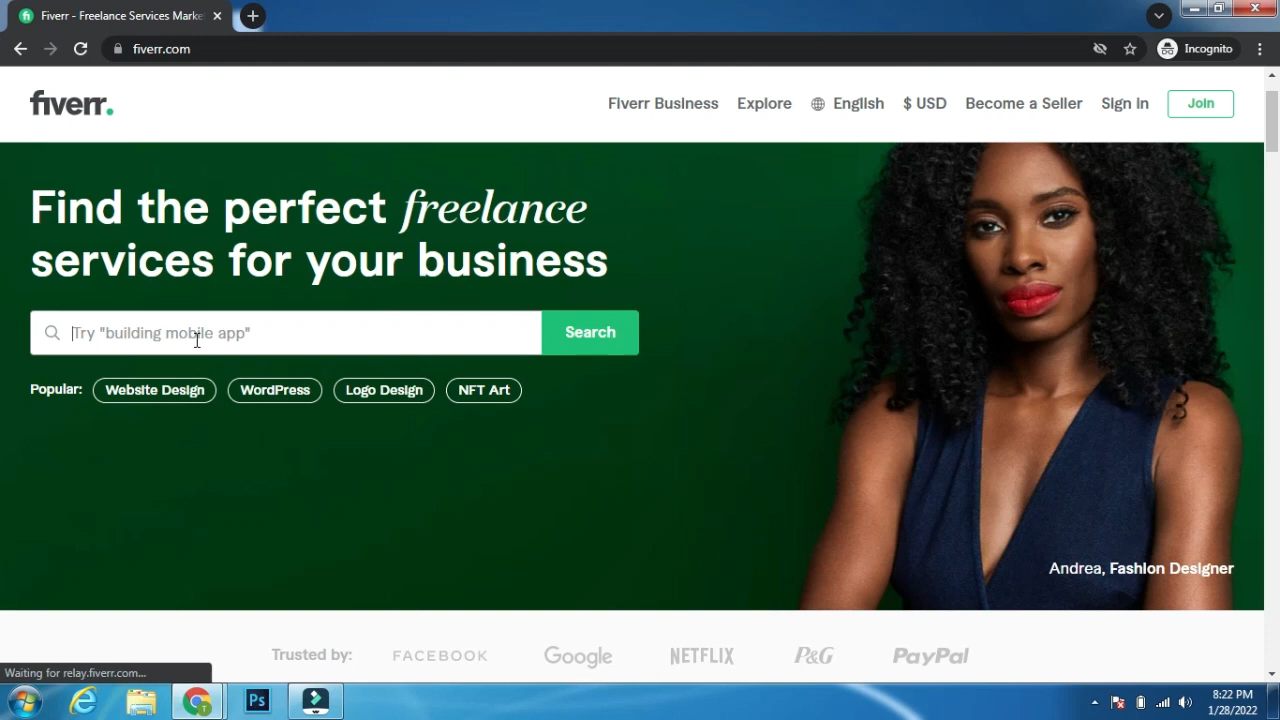 Fiverr - Freelance Services Marke
fiverr.com
Incognito
fiverr.
Fiverr Business
Explore
English
$ USD
Become a Seller
Sign In
Join
Find the perfect freelance
services for your business
Try "building mobile app"
Search
Popular:
Website Design
WordPress
Logo Design
NFT Art
Andrea, Fashion Designer
Trusted by:
FACEBOOK
Google
NETFLIX
P&G
PayPal
Waiting for relay.fiverr.com...
Ps
8:22 PM
1/28/2022